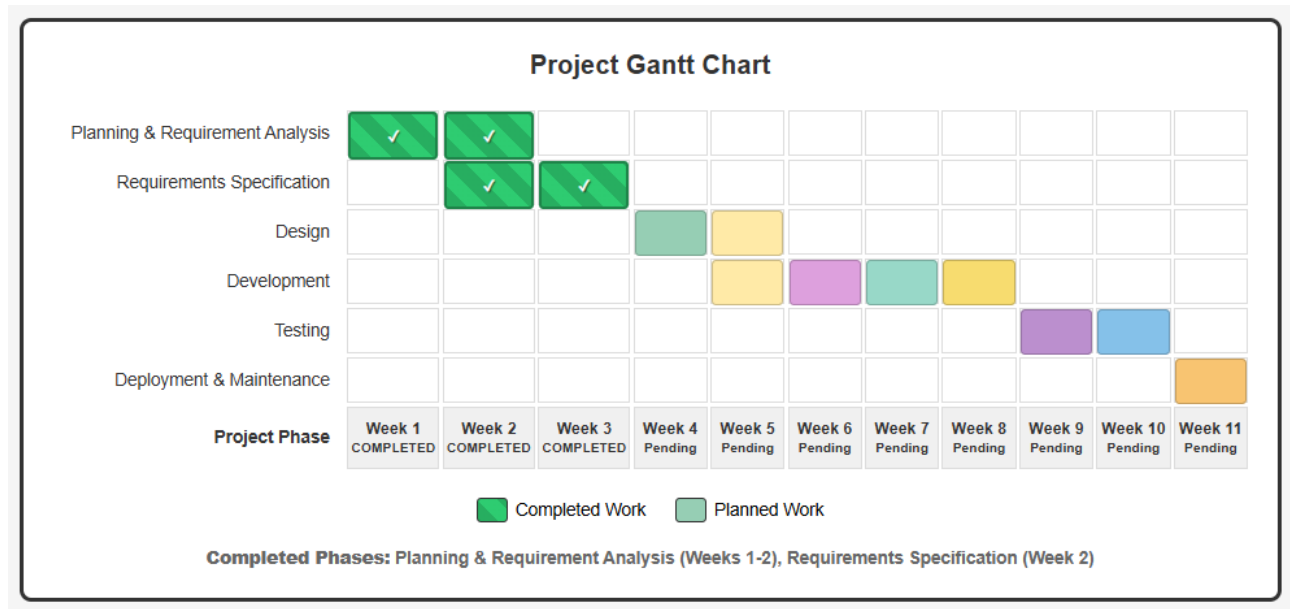 Project Gantt Chart
Planning & Requirement Analysis ✓ ✓
Requirements Specification ✓ ✓
Design
Development
Testing
Deployment & Maintenance
Project Phase Week 1 Week 2 Week 3 Week 4 Week 5 Week 6 Week 7 Week 8 Week 9 Week 10 Week 11
COMPLETED COMPLETED COMPLETED Pending Pending Pending Pending Pending Pending Pending Pending
Completed Work Planned Work
Completed Phases: Planning & Requirement Analysis (Weeks 1-2), Requirements Specification (Week 2)